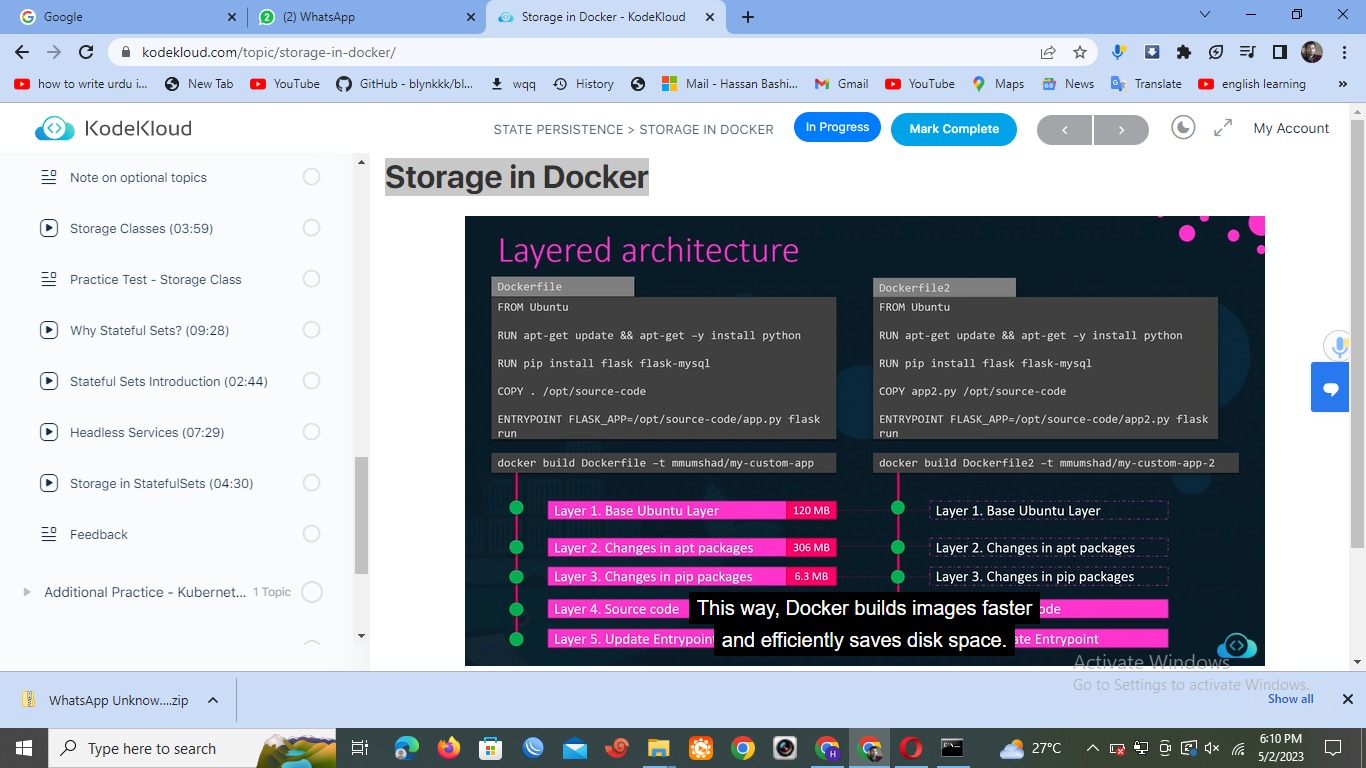 Google
(2) WhatsApp
Storage in Docker - KodeKloud
kodekloud.com/topic/storage-in-docker/
how to write urdu i...
New Tab
YouTube
GitHub - blynkkk/bl...
wqq
History
Mail - Hassan Bashi...
Gmail
YouTube
Maps
News
Translate
english learning
KodeKloud
STATE PERSISTENCE > STORAGE IN DOCKER
In Progress
Mark Complete
My Account
Note on optional topics
Storage Classes (03:59)
Practice Test - Storage Class
Why Stateful Sets? (09:28)
Stateful Sets Introduction (02:44)
Headless Services (07:29)
Storage in StatefulSets (04:30)
Feedback
Additional Practice - Kubernet... 1 Topic
Storage in Docker
Layered architecture
Dockerfile
FROM Ubuntu
RUN apt-get update && apt-get –y install python
RUN pip install flask flask-mysql
COPY . /opt/source-code
ENTRYPOINT FLASK_APP=/opt/source-code/app.py flask
run
docker build Dockerfile –t mmumshad/my-custom-app
Layer 1. Base Ubuntu Layer 120 MB
Layer 2. Changes in apt packages 306 MB
Layer 3. Changes in pip packages 6.3 MB
Layer 4. Source code
Layer 5. Update Entrypoint
Dockerfile2
FROM Ubuntu
RUN apt-get update && apt-get –y install python
RUN pip install flask flask-mysql
COPY app2.py /opt/source-code
ENTRYPOINT FLASK_APP=/opt/source-code/app2.py flask
run
docker build Dockerfile2 –t mmumshad/my-custom-app-2
Layer 1. Base Ubuntu Layer
Layer 2. Changes in apt packages
Layer 3. Changes in pip packages
ode
ate Entrypoint
This way, Docker builds images faster
and efficiently saves disk space.
Activate Windows
Go to Settings to activate Windows.
WhatsApp Unknow....zip
Show all
Type here to search
27°C
6:10 PM
5/2/2023